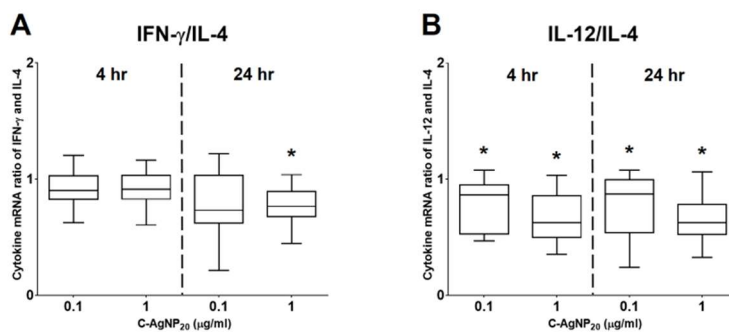 A
IFN-γ/IL-4
Cytokine mRNA ratio of IFN-γ and IL-4
2
1
0
4 hr
24 hr
*
0.1
1
0.1
1
C-AgNP20 (μg/ml)
B
IL-12/IL-4
Cytokine mRNA ratio of IL-12 and IL-4
2
1
0
4 hr
24 hr
*
*
*
*
0.1
1
0.1
1
C-AgNP20 (μg/ml)